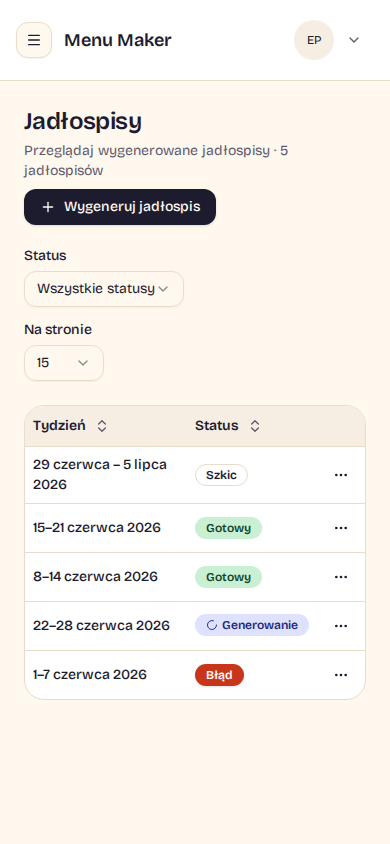 Menu Maker
EP
Jadłospisy
Przeglądaj wygenerowane jadłospisy · 5
jadłospisów
Wygeneruj jadłospis
Status
Wszystkie statusy
Na stronie
15
Tydzień Status
29 czerwca – 5 lipca
2026
Szkic
15–21 czerwca 2026 Gotowy
8–14 czerwca 2026 Gotowy
22–28 czerwca 2026 Generowanie
1–7 czerwca 2026 Błąd